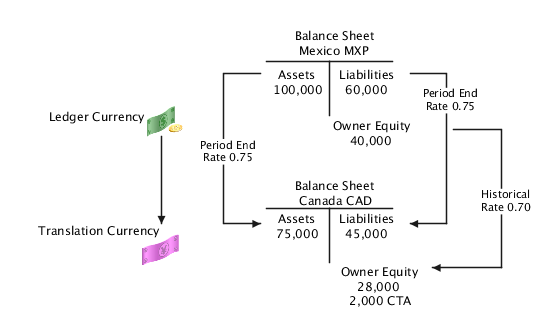 Balance Sheet
Mexico MXP
Assets
100,000
Liabilities
60,000
Period End
Rate 0.75
Ledger Currency
Owner Equity
40,000
Period End
Rate 0.75
Balance Sheet
Canada CAD
Historical
Rate 0.70
Assets
75,000
Liabilities
45,000
Translation Currency
Owner Equity
28,000
2,000 CTA